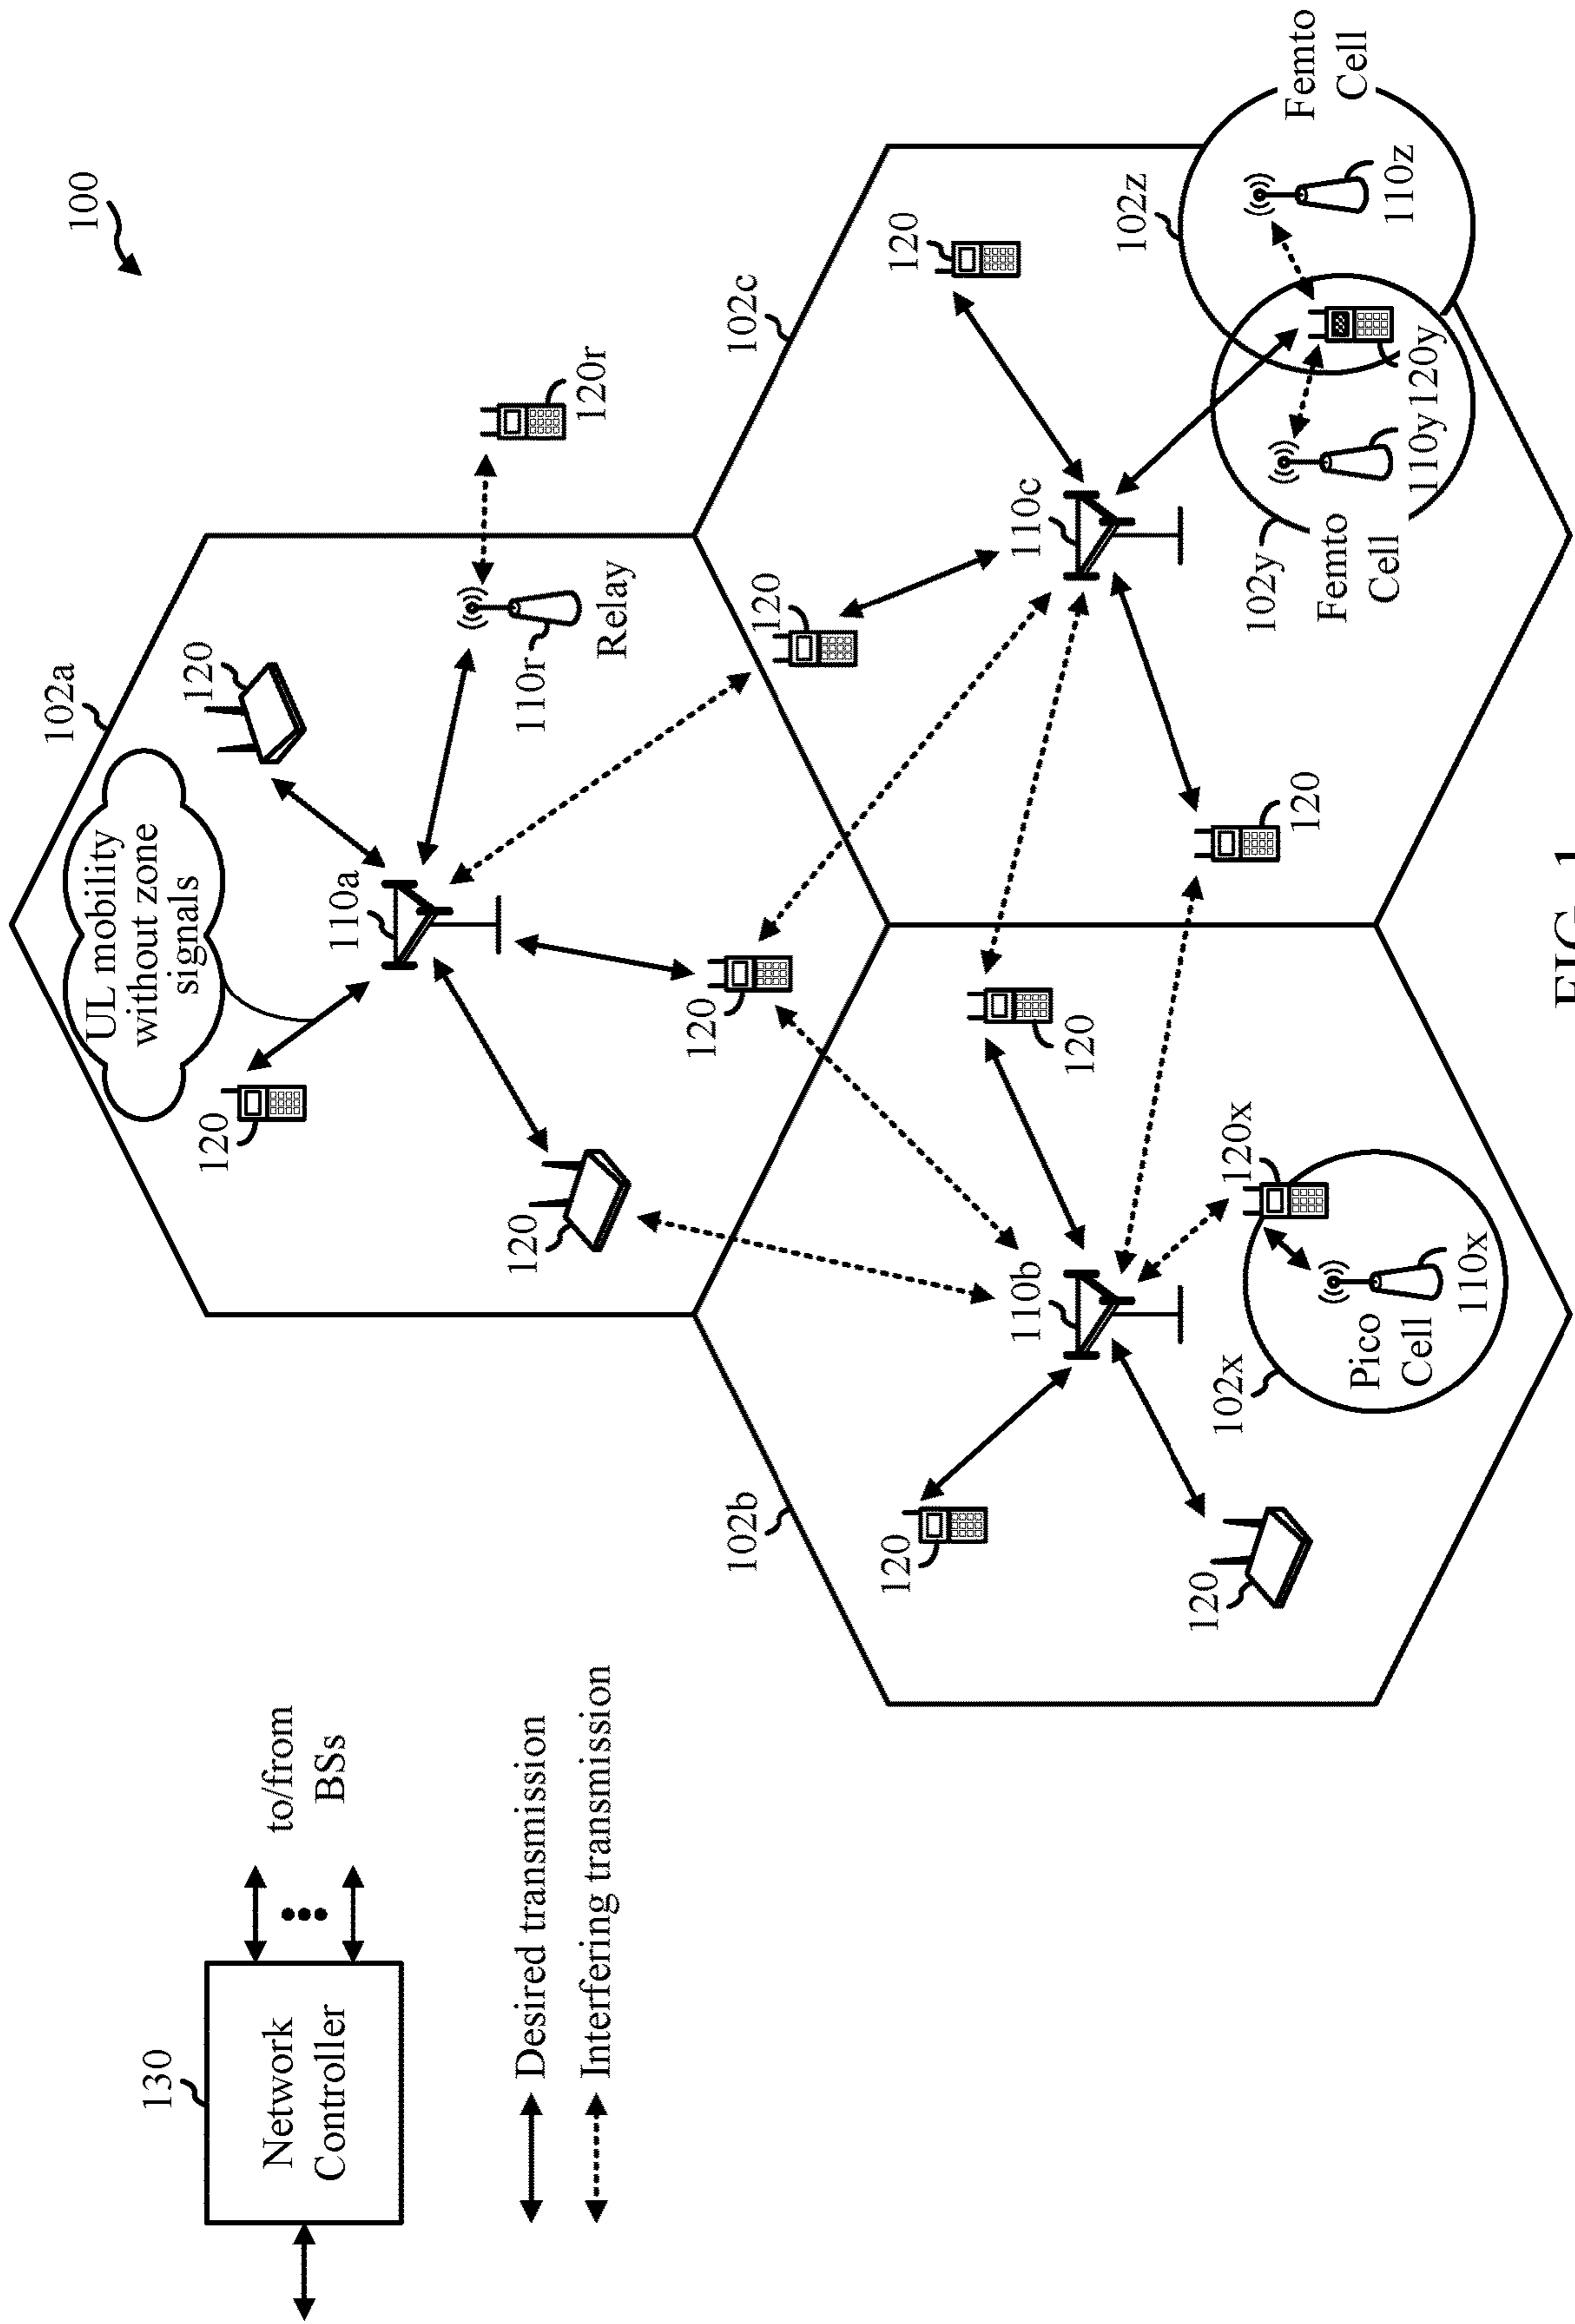 100
130
Network
Controller
to/from
BSs
Desired transmission
Interfering transmission
102a
UL mobility
without zone
signals
120
120
110a
120
110r
Relay
120r
120
102b
120
110b
120
120
120x
102x
Pico
Cell
110x
102c
120
120
110c
120
102y
Femto
Cell
110y
120y
102z
110z
Femto
Cell
FIG. 1